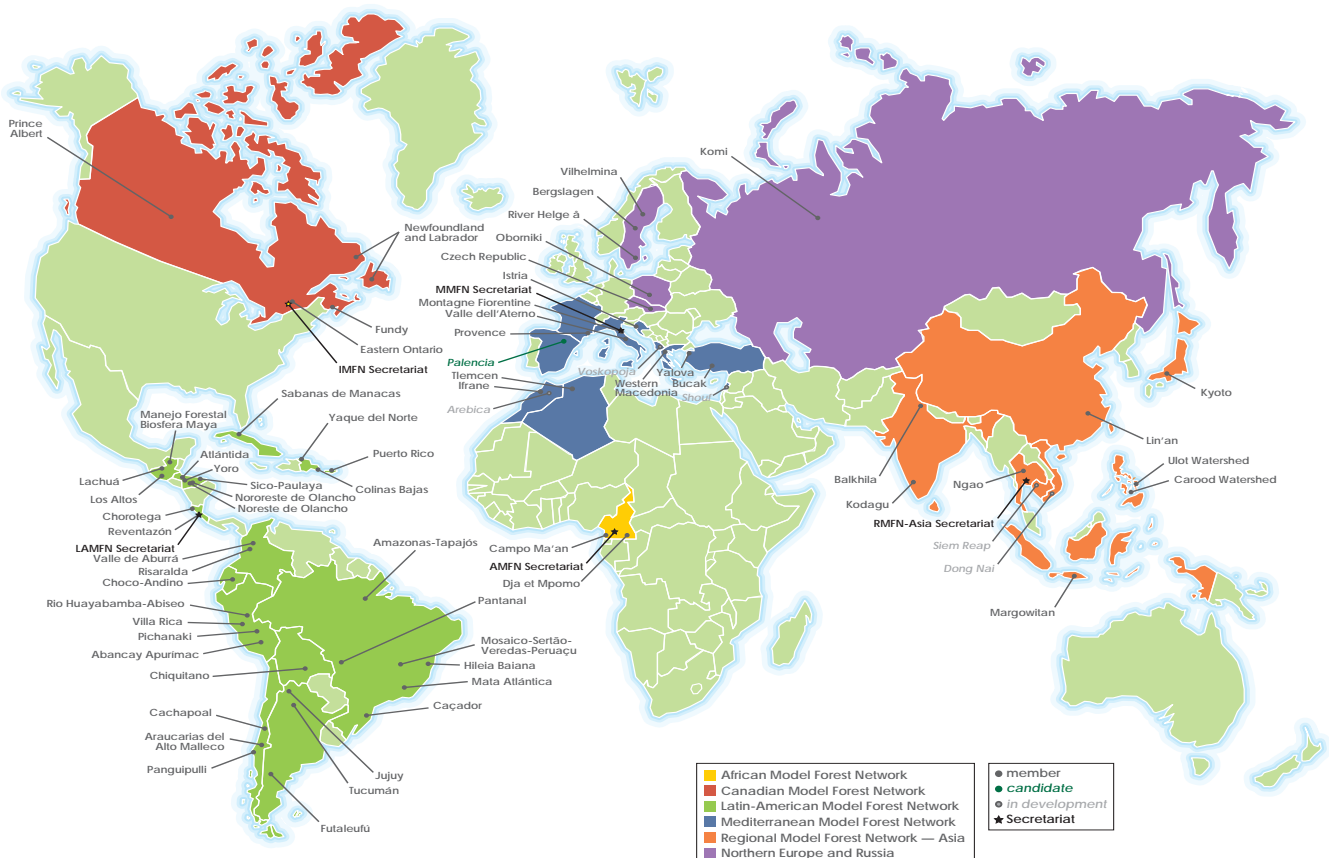 Prince
Albert
Komi
Vilhelmina
Bergslagen
River Helge å
Newfoundland
and Labrador
Oborniki
Czech Republic
Istria
MMFN Secretariat
Montagne Fiorentine
Valle dell'Aterno
Provence
Fundy
Eastern Ontario
IMFN Secretariat
Palencia
Voskopoja
Yalova
Western
Macedonia
Bucak
Shouf
Tlemcen
Ifrane
Arebica
Kyoto
Sabanas de Manacas
Manejo Forestal
Biosfera Maya
Yaque del Norte
Atlántida
Yoro
Puerto Rico
Lin'an
Lachuá
Sico-Paulaya
Colinas Bajas
Los Altos
Nororeste de Olancho
Noreste de Olancho
Balkhila
Ngao
Ulot Watershed
Carood Watershed
Kodagu
Chorotega
Reventazón
RMFN-Asia Secretariat
LAMFN Secretariat
Valle de Aburrá
Risaralda
Choco-Andino
Amazonas-Tapajós
Campo Ma'an
AMFN Secretariat
Dja et Mpomo
Siem Reap
Dong Nai
Rio Huayabamba-Abiseo
Villa Rica
Pichanaki
Abancay Apurímac
Pantanal
Margowitan
Mosaico-Sertão-
Veredas-Peruaçu
Hileia Baiana
Chiquitano
Mata Atlántica
Caçador
Cachapoal
Araucarias del
Alto Malleco
Panguipulli
Jujuy
Tucumán
Futaleufú
African Model Forest Network
Canadian Model Forest Network
Latin-American Model Forest Network
Mediterranean Model Forest Network
Regional Model Forest Network — Asia
Northern Europe and Russia
member
candidate
in development
Secretariat